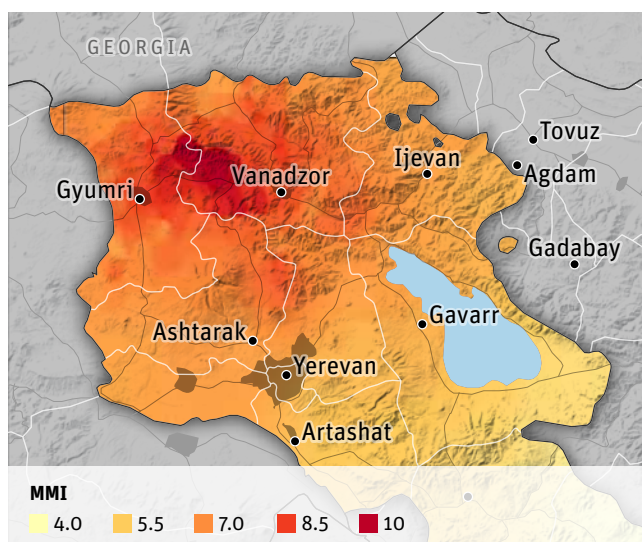 GEORGIA
Tovuz
Ijevan
Agdam
Vanadzor
Gyumri
Gadabay
Gavarr
Ashtarak
Yerevan
Artashat
MMI
4.0 5.5 7.0 8.5 10